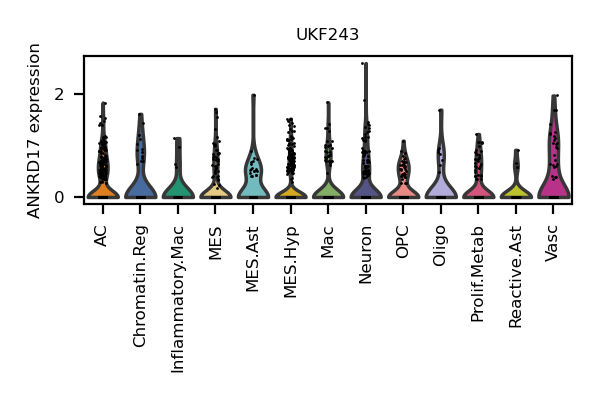 UKF243
ANKRD17 expression
2
0
AC
Chromatin.Reg
Inflammatory.Mac
MES
MES.Ast
MES.Hyp
Mac
Neuron
OPC
Oligo
Prolif.Metab
Reactive.Ast
Vasc